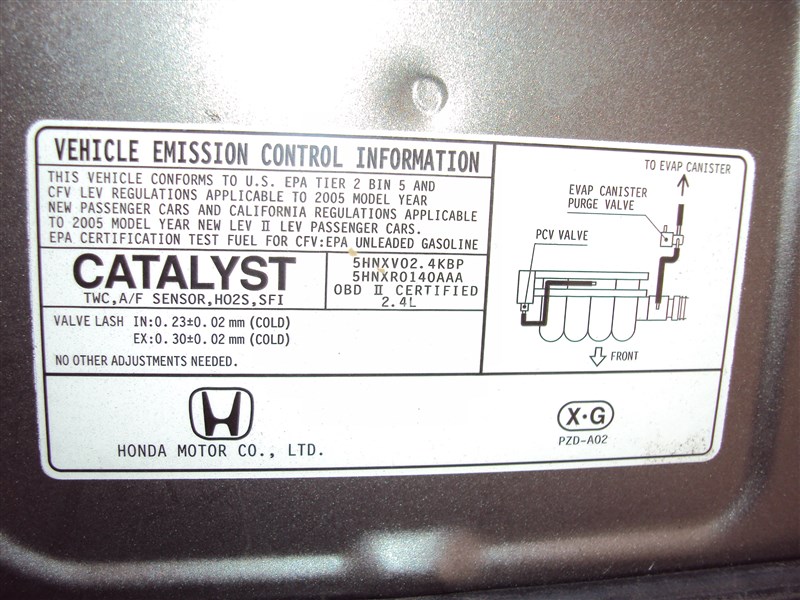 VEHICLE EMISSION CONTROL INFORMATION
THIS VEHICLE CONFORMS TO U.S. EPA TIER 2 BIN 5 AND
CFV LEV REGULATIONS APPLICABLE TO 2005 MODEL YEAR
NEW PASSENGER CARS AND CALIFORNIA REGULATIONS APPLICABLE
TO 2005 MODEL YEAR NEW LEV II LEV PASSENGER CARS.
EPA CERTIFICATION TEST FUEL FOR CFV:EPA UNLEADED GASOLINE
CATALYST
TWC,A/F SENSOR,HO2S,SFI
5HNXV02.4KBP
5HNXR0140AAA
OBD II CERTIFIED
2.4L
VALVE LASH IN:0.23±0.02 mm (COLD)
EX:0.30±0.02 mm (COLD)
NO OTHER ADJUSTMENTS NEEDED.
TO EVAP CANISTER
EVAP CANISTER
PURGE VALVE
PCV VALVE
FRONT
HONDA MOTOR CO., LTD.
X·G
PZD-A02